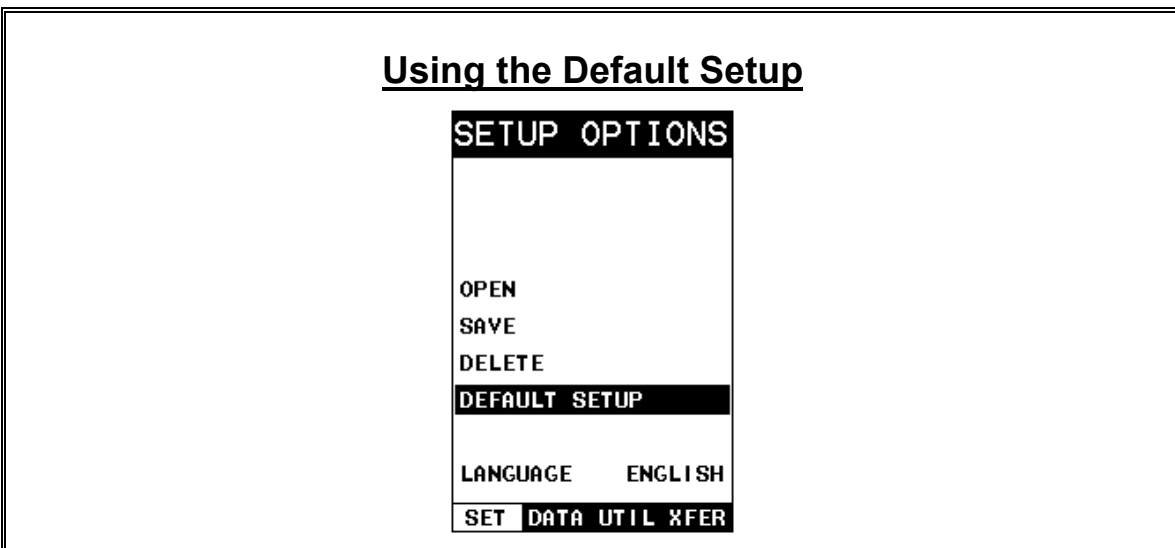 Using the Default Setup
SETUP OPTIONS
OPEN
SAVE
DELETE
DEFAULT SETUP
LANGUAGE ENGLISH
SET DATA UTIL XFER